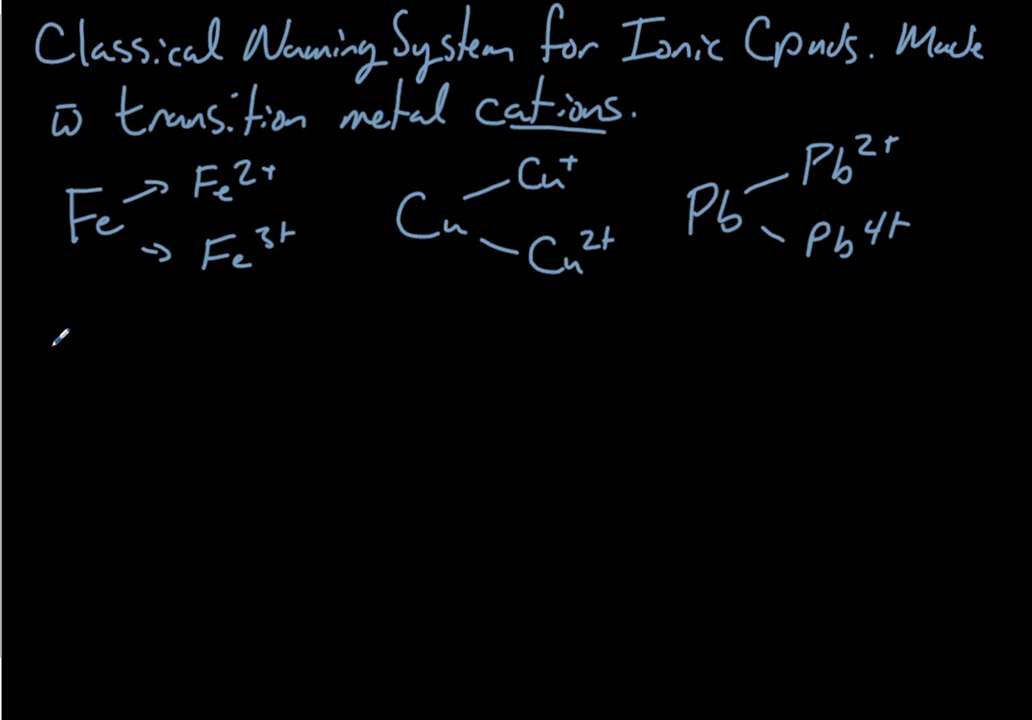 Classical Naming System for Ionic Cpnds. Made
w̅ transition metal cations.
Fe → Fe²⁺ Cu Cu⁺ Pb Pb²⁺
→ Fe³⁺ Cu²⁺ Pb⁴⁺